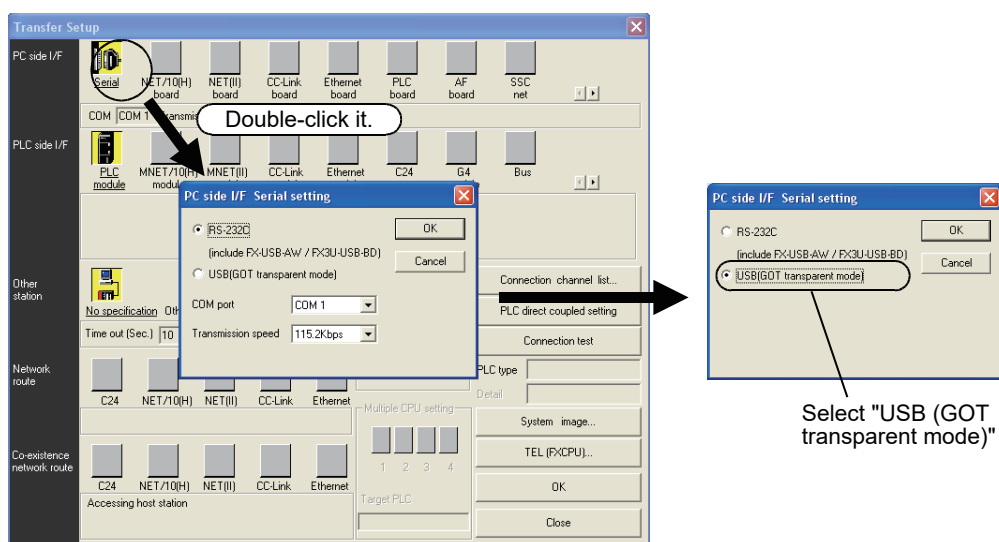 Transfer Setup
PC side I/F
Serial
NET/10(H) board
NET(II) board
CC-Link board
Ethernet board
PLC board
AF board
SSC net
COM COM 1
Double-click it.
PLC side I/F
PLC module
MNET/10(H)
MNET(II)
CC-Link
Ethernet
C24
G4
Bus
PC side I/F Serial setting
RS-232C
(include FX-USB-AW / FX3U-USB-BD)
USB(GOT transparent mode)
COM port
COM 1
Transmission speed
115.2Kbps
OK
Cancel
Other station
No specification
Time out (Sec.) 10
Connection channel list...
PLC direct coupled setting
Connection test
PLC type
Detail
System image...
TEL (FXCPU)...
OK
Close
Network route
C24
NET/10(H)
NET(II)
CC-Link
Ethernet
Multiple CPU setting
1 2 3 4
Target PLC
Co-existence network route
C24
NET/10(H)
NET(II)
CC-Link
Ethernet
Accessing host station
PC side I/F Serial setting
RS-232C
(include FX-USB-AW / FX3U-USB-BD)
USB(GOT transparent mode)
OK
Cancel
Select "USB (GOT
transparent mode)"